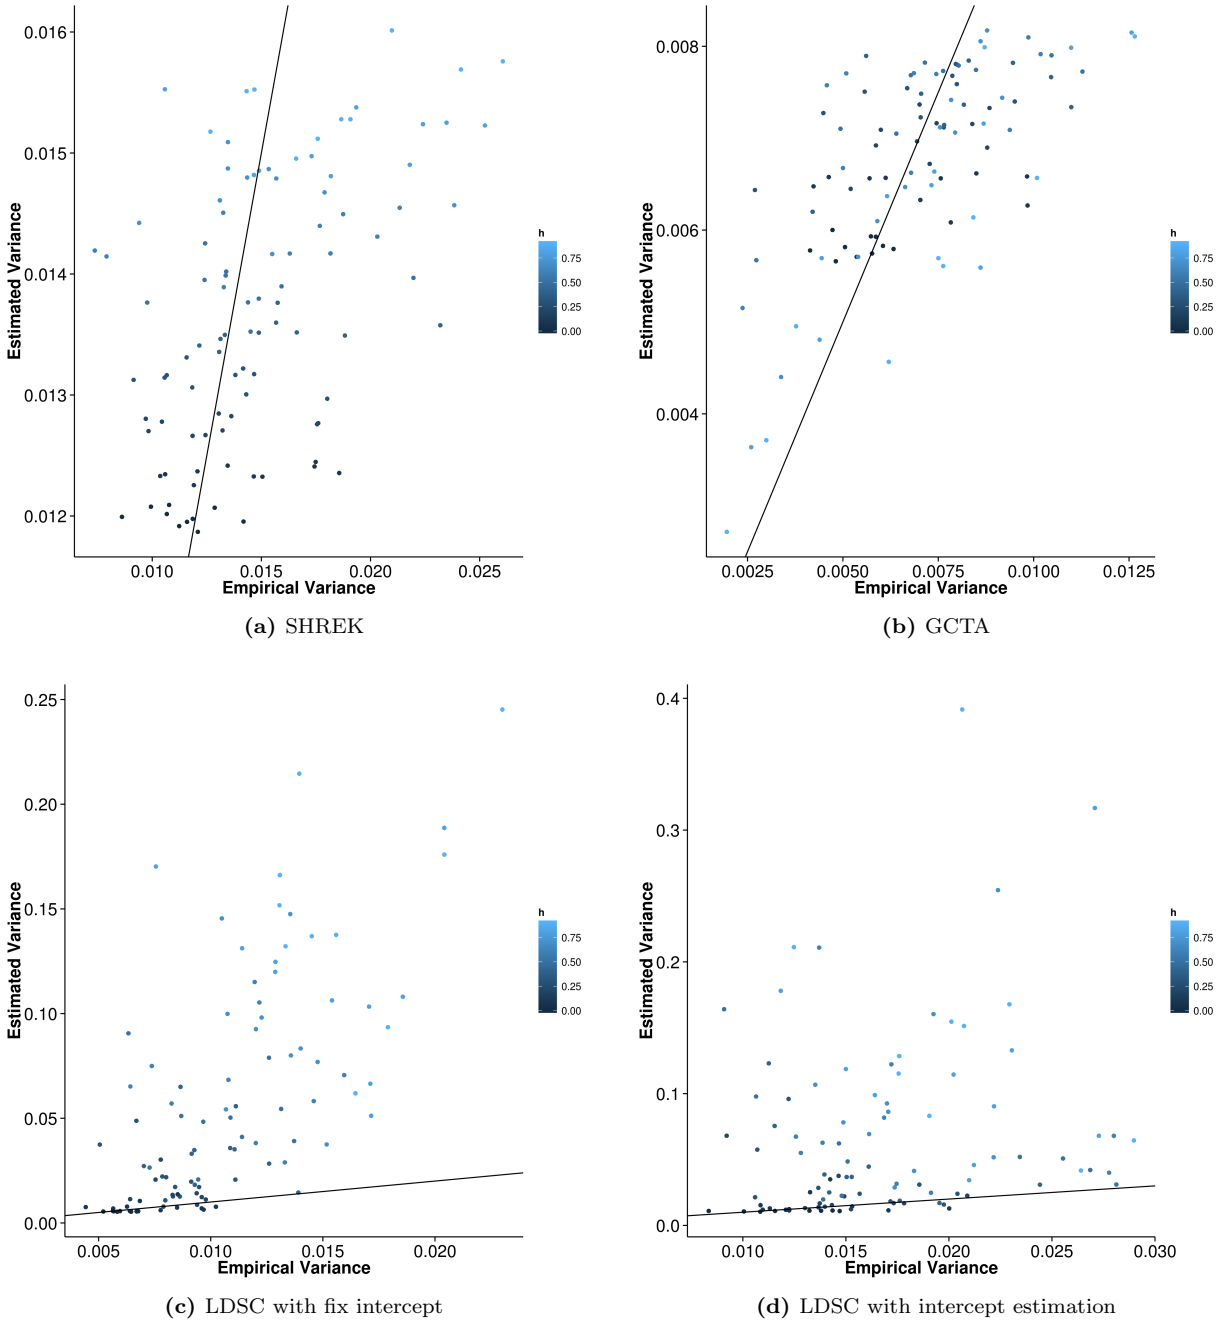 0.016
0.015
0.014
0.013
0.012
Estimated Variance
0.010 0.015 0.020 0.025
Empirical Variance
h
0.75
0.50
0.25
0.00
(a) SHREK
0.008
0.006
0.004
Estimated Variance
0.0025 0.0050 0.0075 0.0100 0.0125
Empirical Variance
h
0.75
0.50
0.25
0.00
(b) GCTA
0.25
0.20
0.15
0.10
0.05
0.00
Estimated Variance
0.005 0.010 0.015 0.020
Empirical Variance
h
0.75
0.50
0.25
0.00
(c) LDSC with fix intercept
0.4
0.3
0.2
0.1
0.0
Estimated Variance
0.010 0.015 0.020 0.025 0.030
Empirical Variance
h
0.75
0.50
0.25
0.00
(d) LDSC with intercept estimation